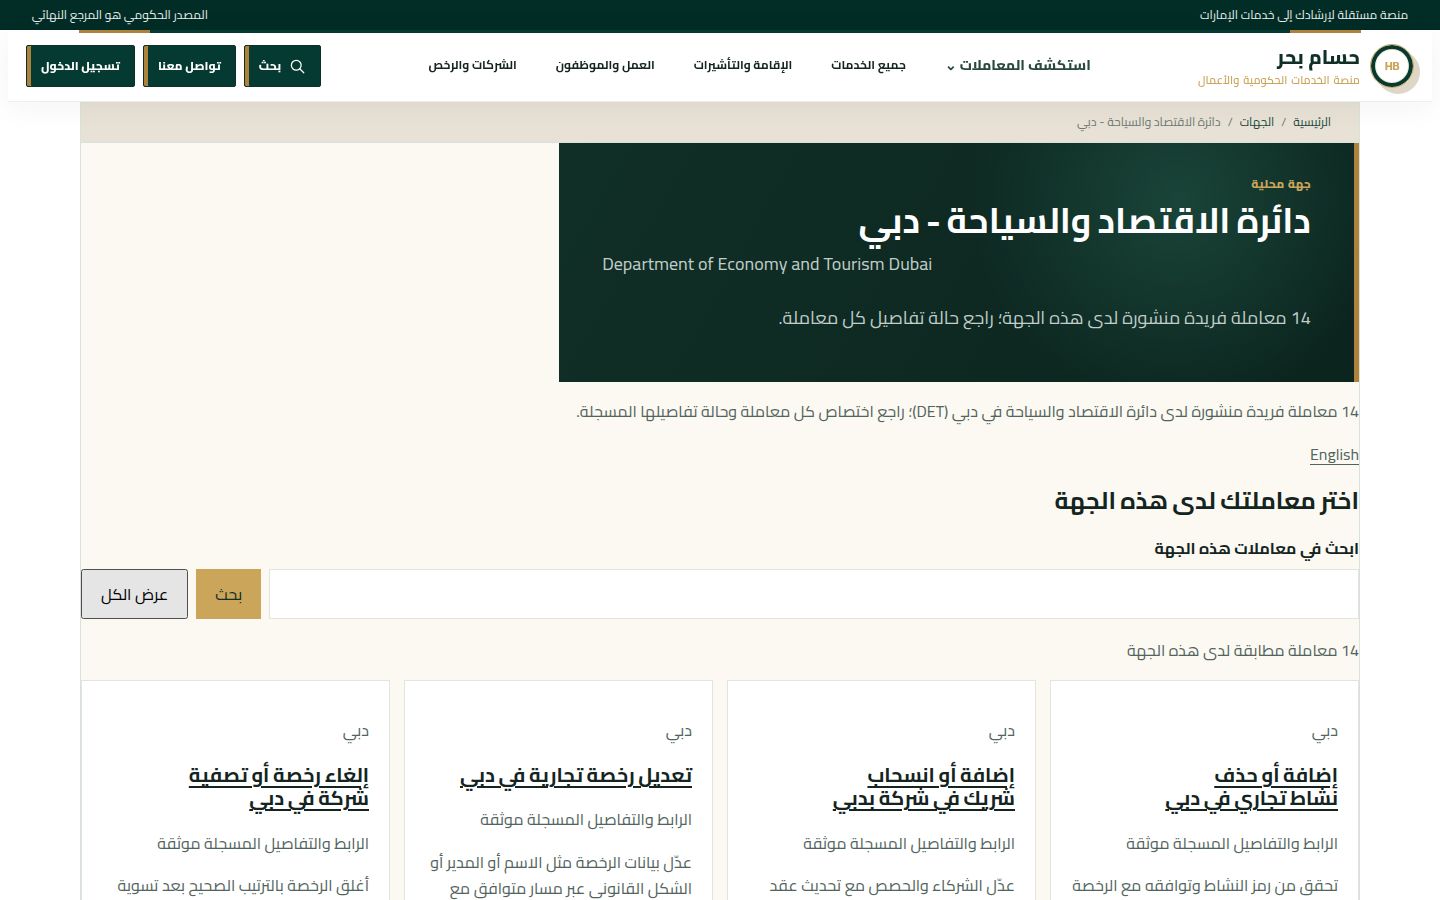 منصة مستقلة لإرشادك إلى خدمات الإمارات
المصدر الحكومي هو المرجع النهائي
HB
حسام بحر
منصة الخدمات الحكومية والأعمال
استكشف المعاملات
جميع الخدمات
الإقامة والتأشيرات
العمل والموظفون
الشركات والرخص
بحث
تواصل معنا
تسجيل الدخول
الرئيسية / الجهات / دائرة الاقتصاد والسياحة - دبي
جهة محلية
دائرة الاقتصاد والسياحة - دبي
Department of Economy and Tourism Dubai
14 معاملة فريدة منشورة لدى هذه الجهة؛ راجع حالة تفاصيل كل معاملة.
14 معاملة فريدة منشورة لدى دائرة الاقتصاد والسياحة في دبي (DET)؛ راجع اختصاص كل معاملة وحالة تفاصيلها المسجلة.
English
اختر معاملتك لدى هذه الجهة
ابحث في معاملات هذه الجهة
بحث
عرض الكل
14 معاملة مطابقة لدى هذه الجهة
دبي
إضافة أو حذف
نشاط تجاري في دبي
الرابط والتفاصيل المسجلة موثقة
تحقق من رمز النشاط وتوافقه مع الرخصة
دبي
إضافة أو انسحاب
شريك في شركة بدبي
الرابط والتفاصيل المسجلة موثقة
عدّل الشركاء والحصص مع تحديث عقد
دبي
تعديل رخصة تجارية في دبي
الرابط والتفاصيل المسجلة موثقة
عدّل بيانات الرخصة مثل الاسم أو المدير أو
الشكل القانوني عبر مسار متوافق مع
دبي
إلغاء رخصة أو تصفية
شركة في دبي
الرابط والتفاصيل المسجلة موثقة
أغلق الرخصة بالترتيب الصحيح بعد تسوية